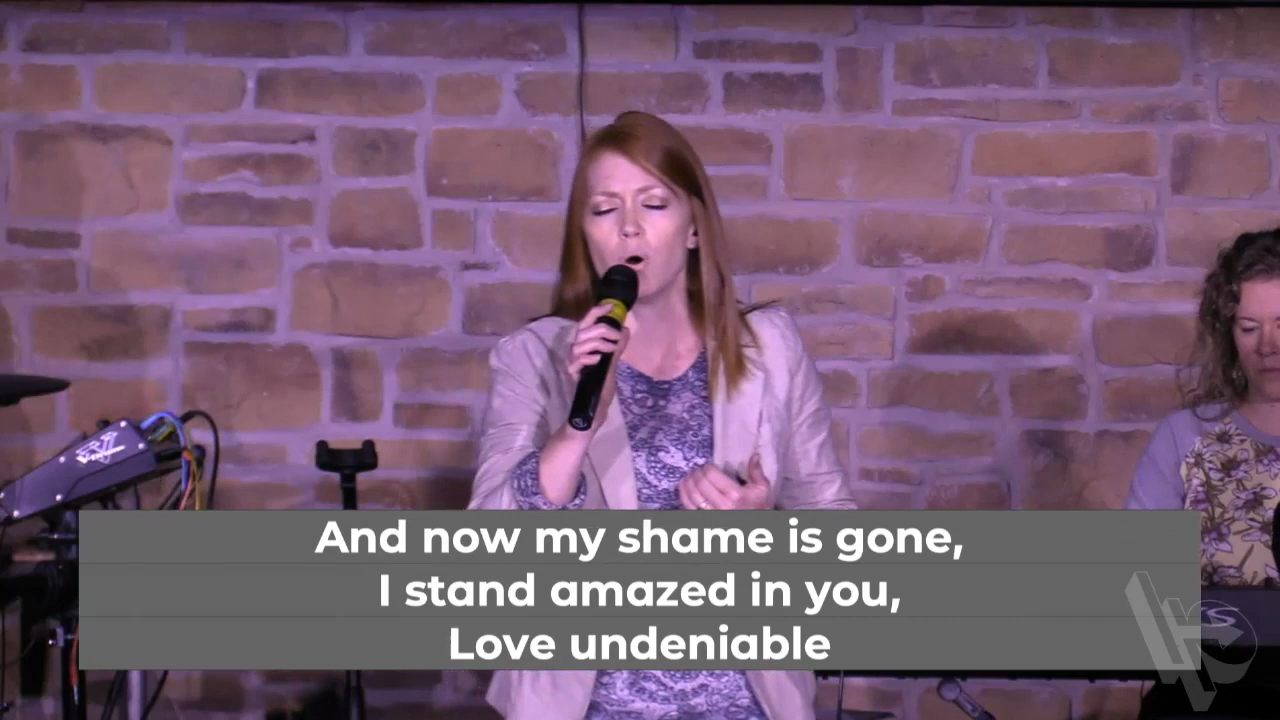 And now my shame is gone,
I stand amazed in you,
Love undeniable